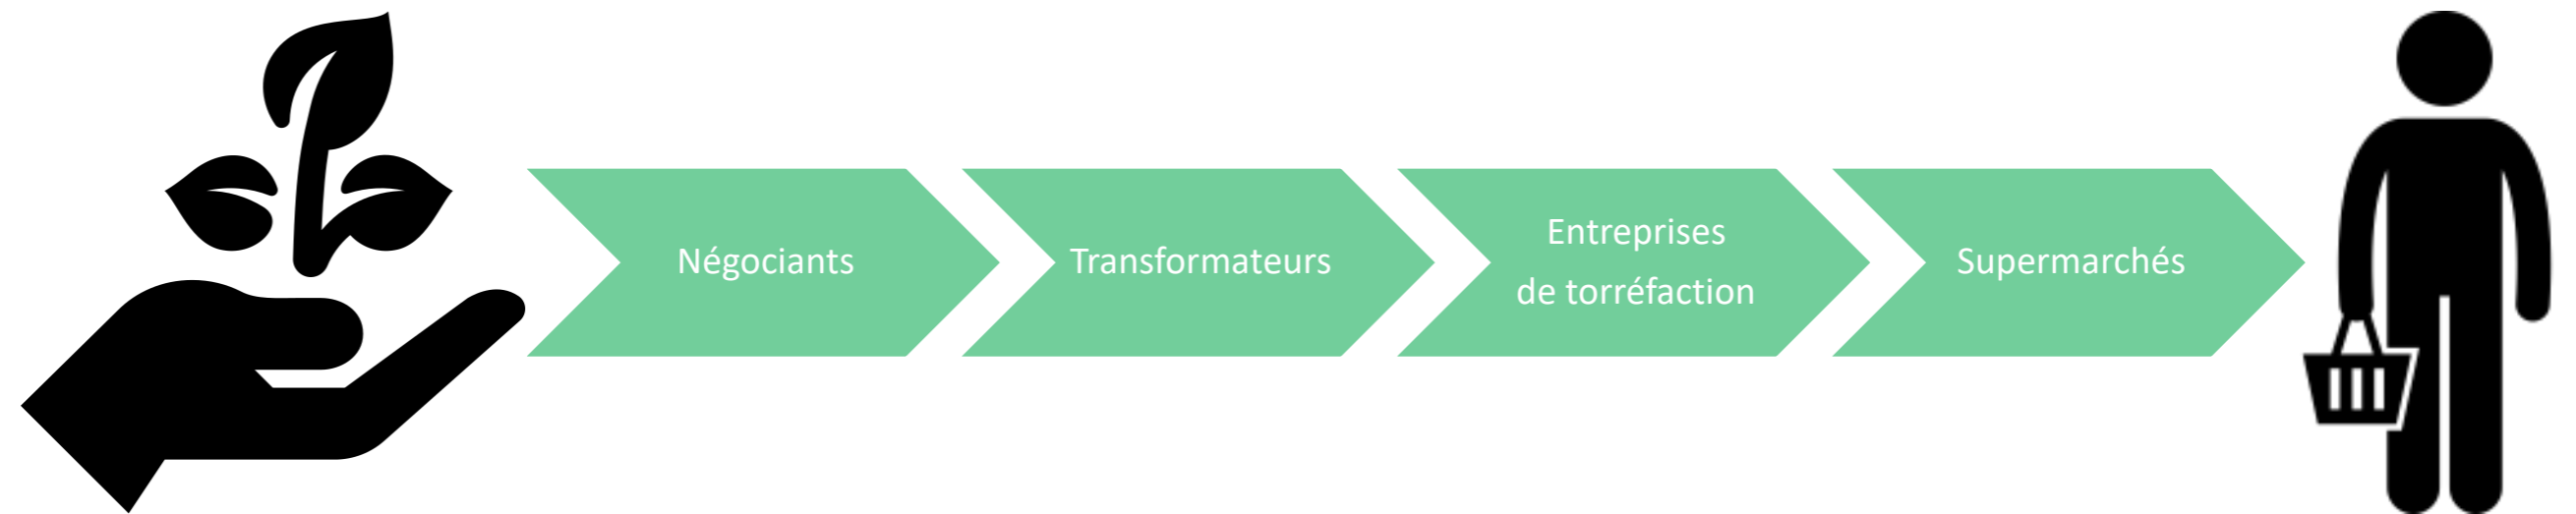 Négociants
Transformateurs
Entreprises
de torréfaction
Supermarchés